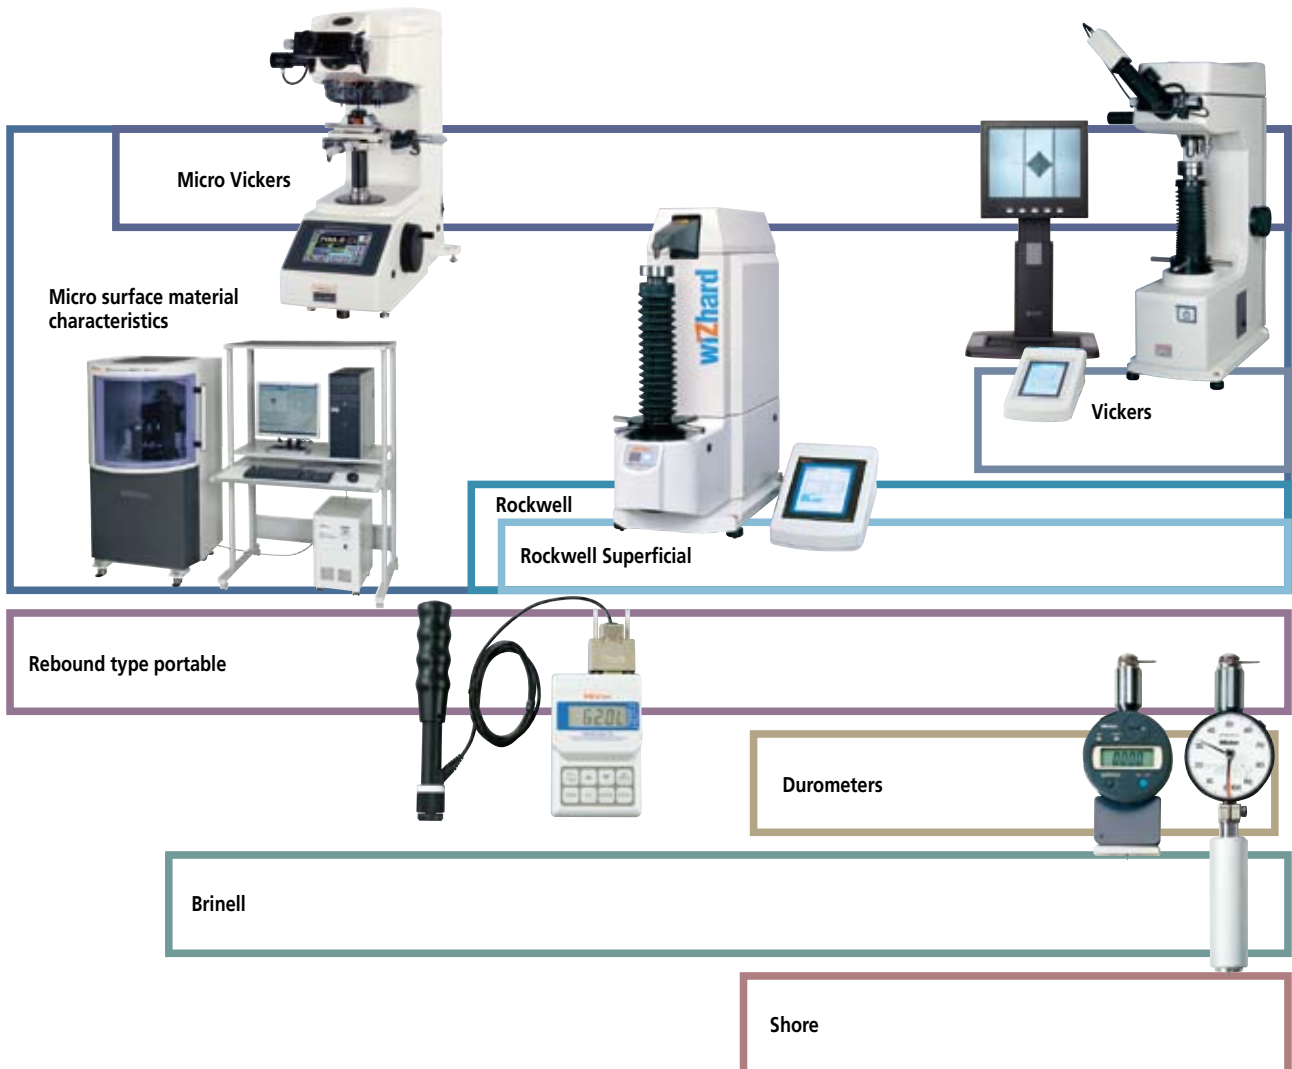 Micro Vickers
Micro surface material
characteristics
wiZhard
Vickers
Rockwell
Rockwell Superficial
Rebound type portable
620L
Durometers
Brinell
Shore